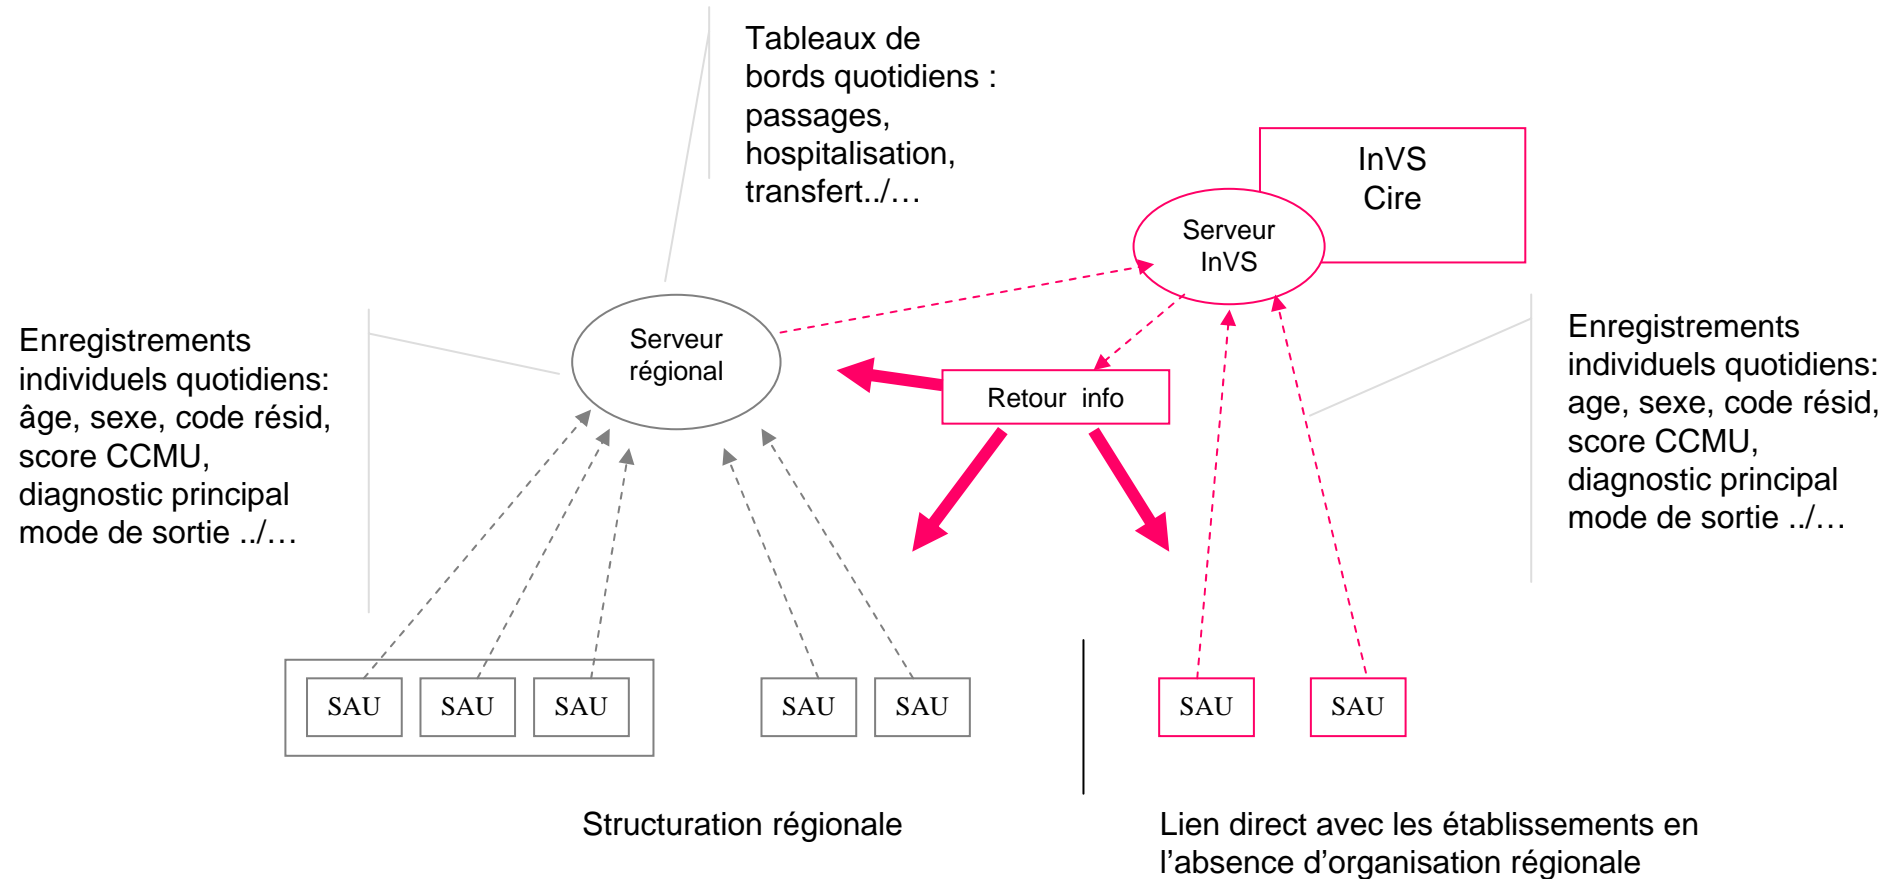 Tableaux de
bords quotidiens :
passages,
hospitalisation,
transfert../…
InVS
Cire
Serveur
InVS
Enregistrements
individuels quotidiens:
âge, sexe, code résid,
score CCMU,
diagnostic principal
mode de sortie ../…
Serveur
régional
Retour  info
Enregistrements
individuels quotidiens:
age, sexe, code résid,
score CCMU,
diagnostic principal
mode de sortie ../…
SAU
SAU
SAU
SAU
SAU
SAU
SAU
Structuration régionale
Lien direct avec les établissements en
l’absence d’organisation régionale